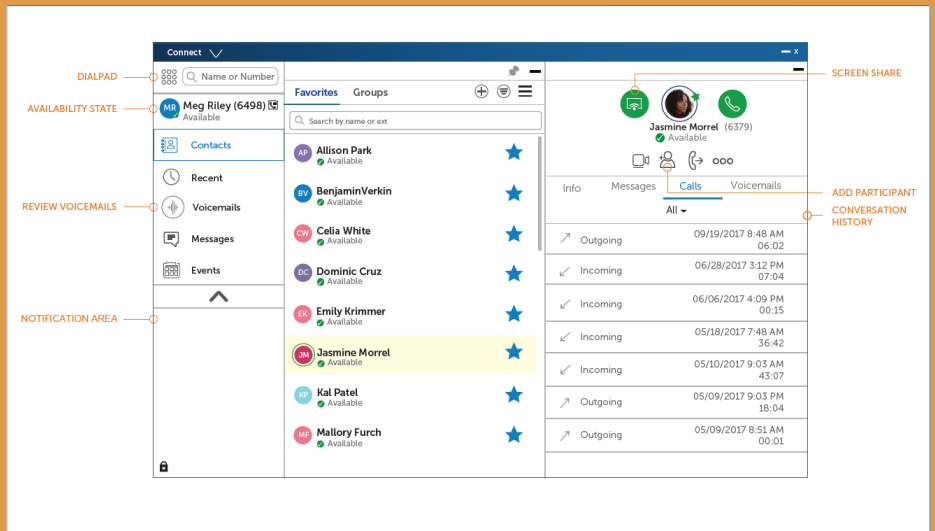 Connect
x
DIALPAD
Name or Number
AVAILABILITY STATE
MR
Meg Riley (6498)
Available
Contacts
Recent
REVIEW VOICEMAILS
Voicemails
Messages
Events
NOTIFICATION AREA
Favorites Groups
Search by name or ext
AP Allison Park
Available
BV BenjaminVerkin
Available
CW Celia White
Available
DC Dominic Cruz
Available
EK Emily Krimmer
Available
JM Jasmine Morrel
Available
KP Kal Patel
Available
MF Mallory Furch
Available
SCREEN SHARE
Jasmine Morrel (6379)
Available
ADD PARTICIPANT
Info Messages Calls Voicemails
CONVERSATION
HISTORY
All
Outgoing 09/19/2017 8:48 AM
06:02
Incoming 06/28/2017 3:12 PM
07:04
Incoming 06/06/2017 4:09 PM
00:15
Incoming 05/18/2017 7:48 AM
36:42
Incoming 05/10/2017 9:03 AM
43:07
Outgoing 05/09/2017 9:03 PM
18:04
Outgoing 05/09/2017 8:51 AM
00:01